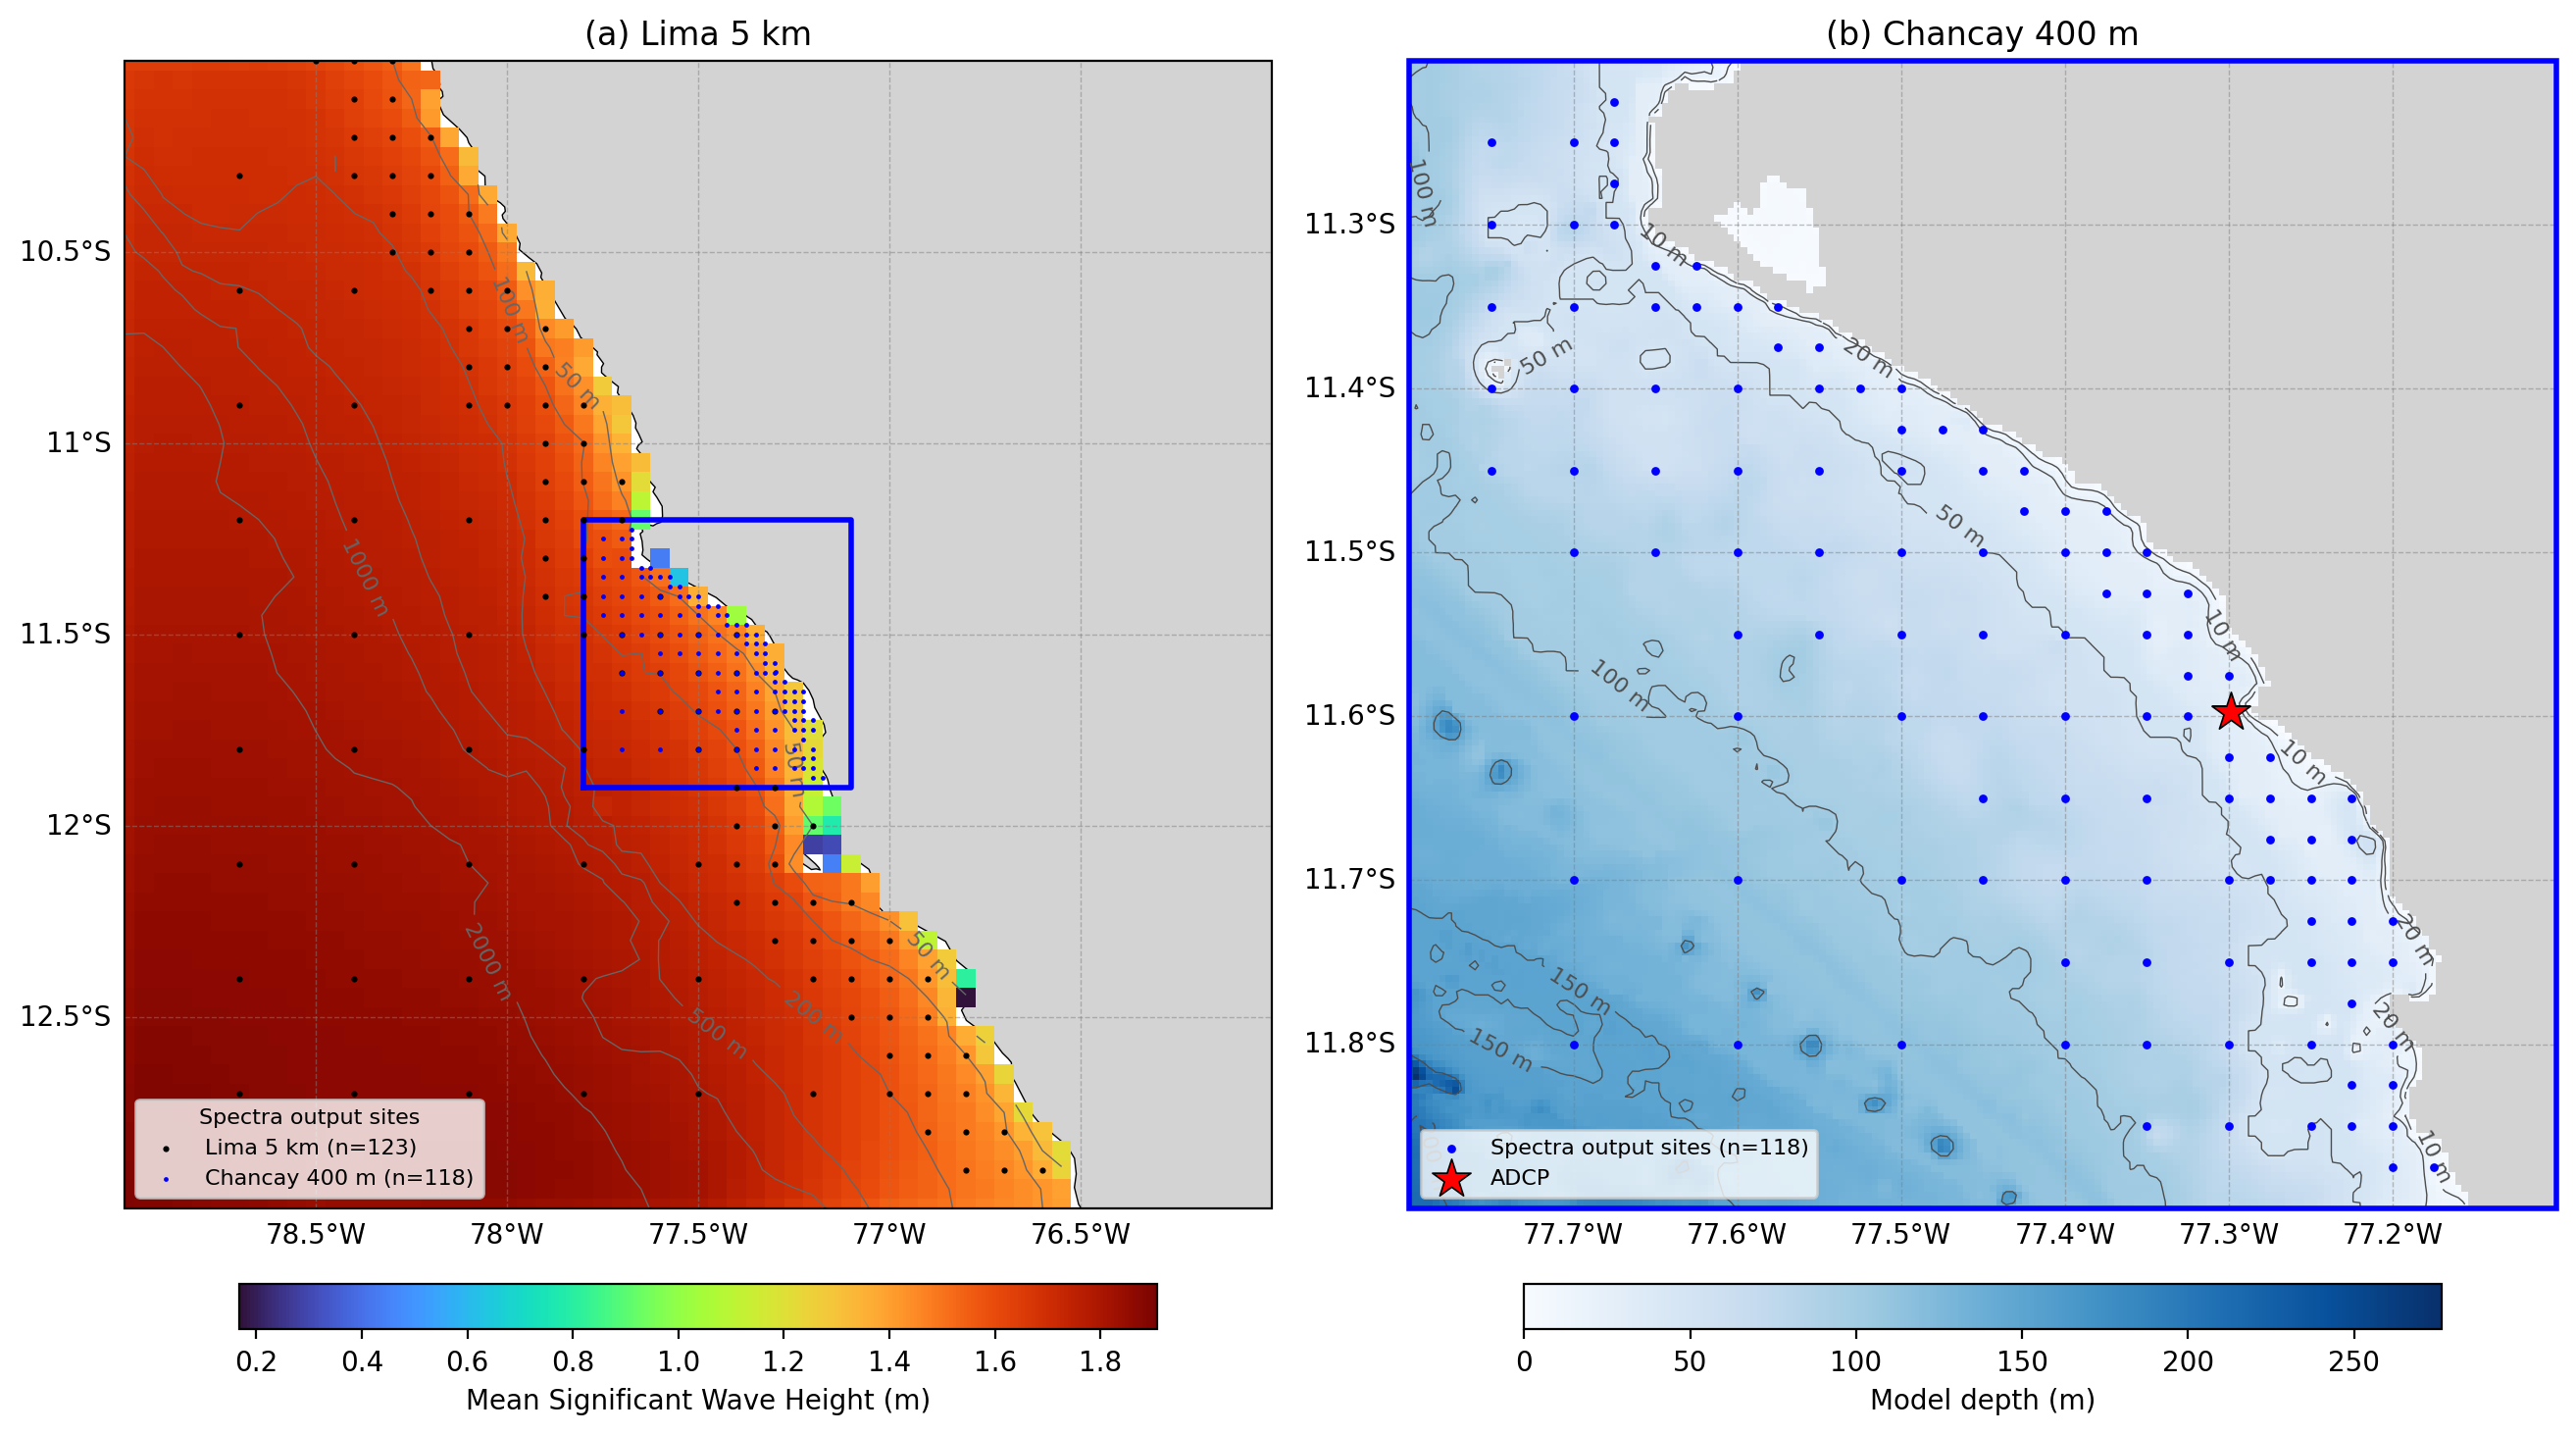 (a) Lima 5 km
10.5°S
11°S
11.5°S
12°S
12.5°S
100 m
50 m
1000 m
50 m
2000 m
50 m
200 m
500 m
Spectra output sites
Lima 5 km (n=123)
Chancay 400 m (n=118)
78.5°W
78°W
77.5°W
77°W
76.5°W
0.2
0.4
0.6
0.8
1.0
1.2
1.4
1.6
1.8
Mean Significant Wave Height (m)
(b) Chancay 400 m
11.3°S
11.4°S
11.5°S
11.6°S
11.7°S
11.8°S
100 m
10 m
50 m
20 m
50 m
10 m
100 m
10 m
20 m
150 m
20 m
150 m
10 m
Spectra output sites (n=118)
ADCP
77.7°W
77.6°W
77.5°W
77.4°W
77.3°W
77.2°W
0
50
100
150
200
250
Model depth (m)